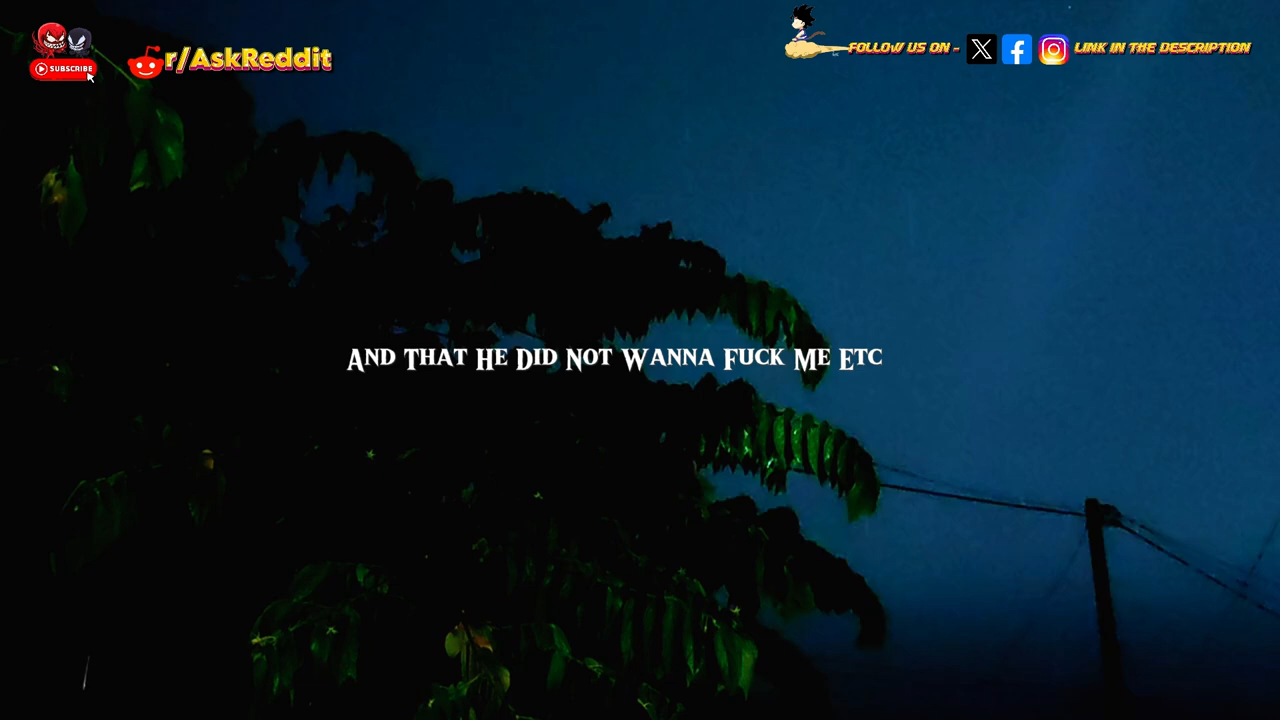 SUBSCRIBE
r/AskReddit
FOLLOW US ON -
LINK IN THE DESCRIPTION
And That He Did Not Wanna Fuck Me Etc